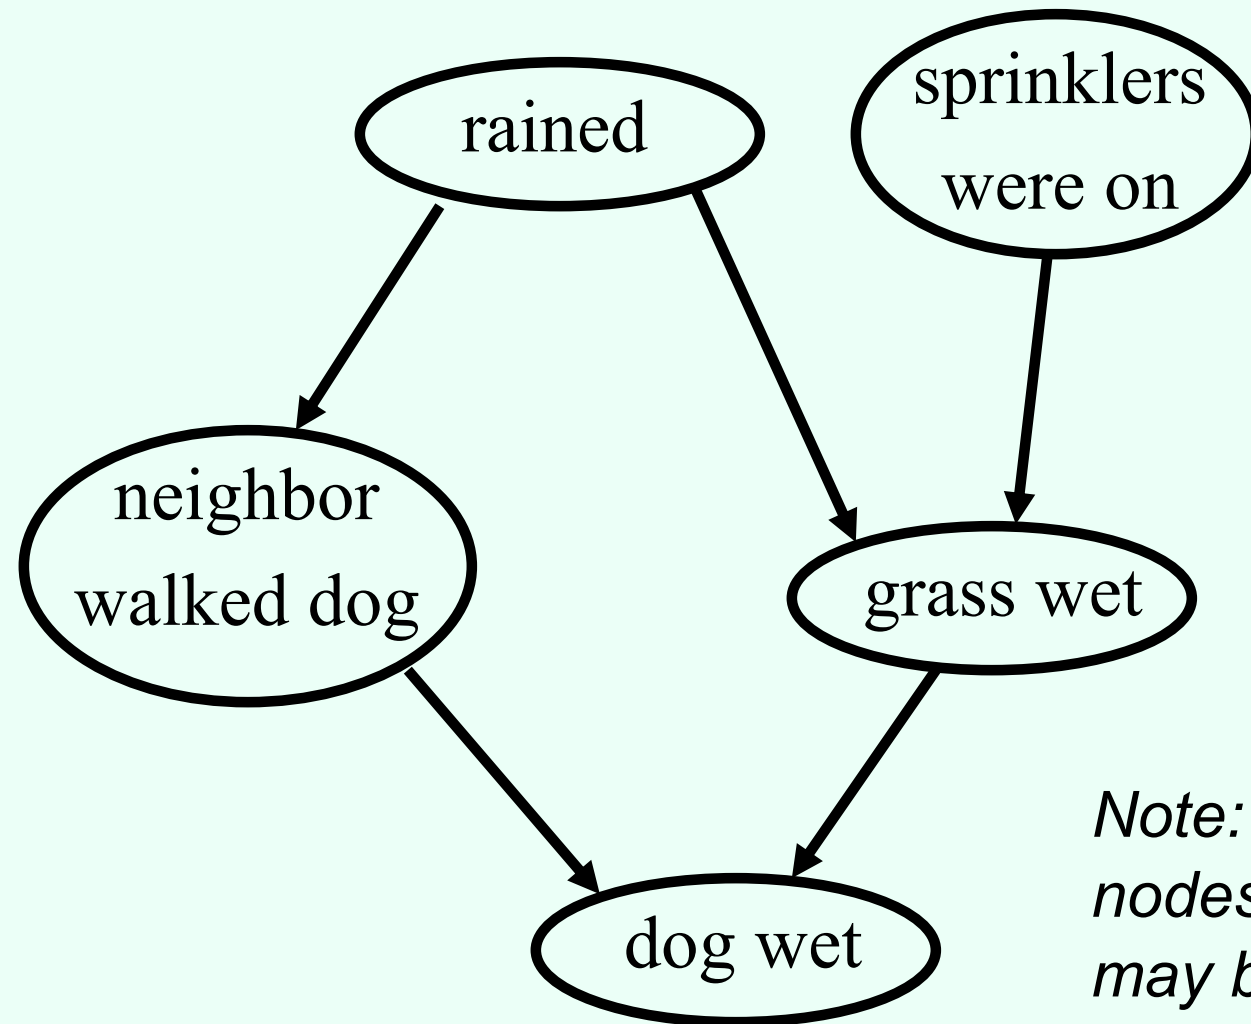 rained
sprinklers
were on
neighbor
walked dog
grass wet
dog wet
Note:
nodes
may